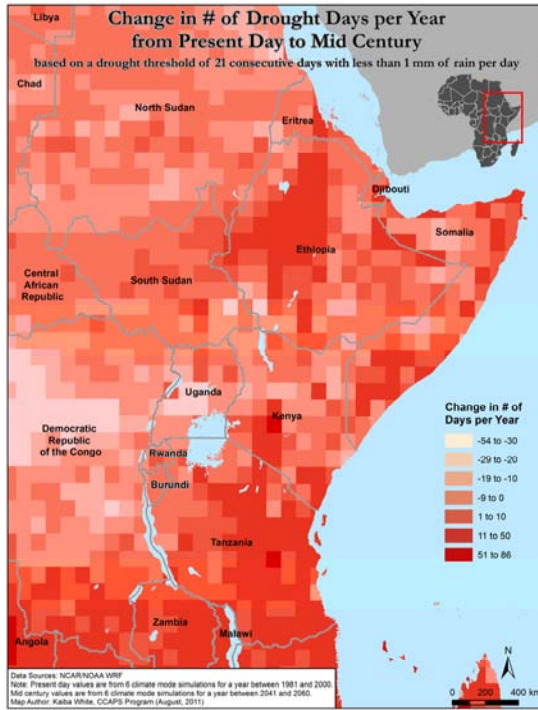 Change in # of Drought Days per Year
from Present Day to Mid Century
based on a drought threshold of 21 consecutive days with less than 1 mm of rain per day
Libya
Chad
North Sudan
Eritrea
Djibouti
Somalia
Ethiopia
Central
African
Republic
South Sudan
Uganda
Kenya
Democratic
Republic
of the Congo
Rwanda
Burundi
Tanzania
Zambia
Malawi
Angola
Change in # of
Days per Year
-54 to -30
-29 to -20
-19 to -10
-9 to 0
1 to 10
11 to 50
51 to 86
N
0 200 400
km
Data Sources: NCAR/NOAA WRF
Note: Present day values are from 6 climate mode simulations for a year between 1981 and 2000.
Mid century values are from 6 climate mode simulations for a year between 2041 and 2060.
Map Author: Kaiba White, CCAPS Program (August, 2011)